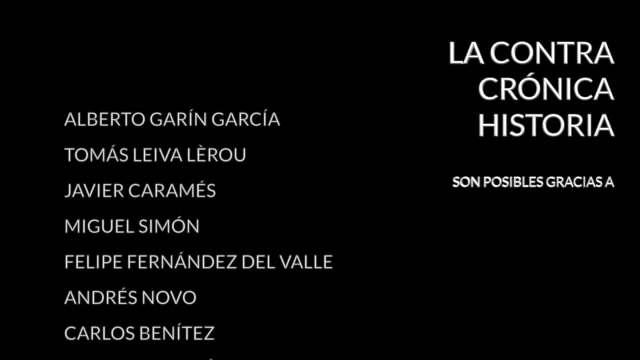 LA CONTRA
CRÓNICA
HISTORIA
SON POSIBLES GRACIAS A
ALBERTO GARÍN GARCÍA
TOMÁS LEIVA LÈROU
JAVIER CARAMÉS
MIGUEL SIMÓN
FELIPE FERNÁNDEZ DEL VALLE
ANDRÉS NOVO
CARLOS BENÍTEZ